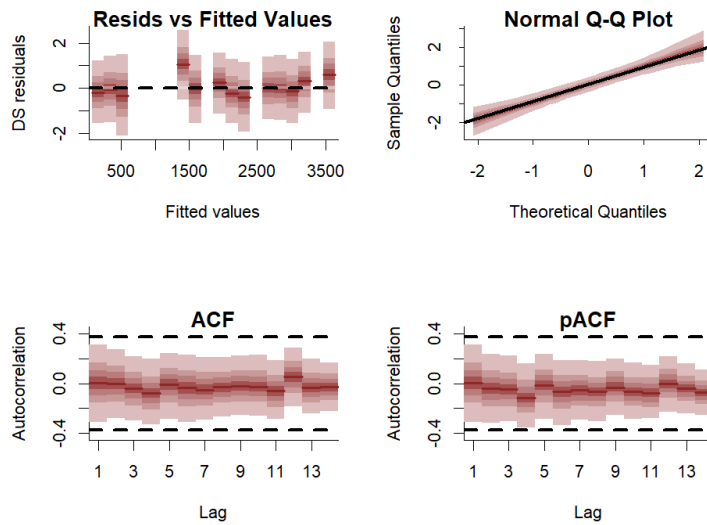 Resids vs Fitted Values
DS residuals
2
0
-2
500
1500
2500
3500
Fitted values
Normal Q-Q Plot
Sample Quantiles
2
0
-2
-2
-1
0
1
2
Theoretical Quantiles
ACF
Autocorrelation
0.4
0.0
-0.4
1
3
5
7
9
11
13
Lag
pACF
Autocorrelation
0.4
0.0
-0.4
1
3
5
7
9
11
13
Lag